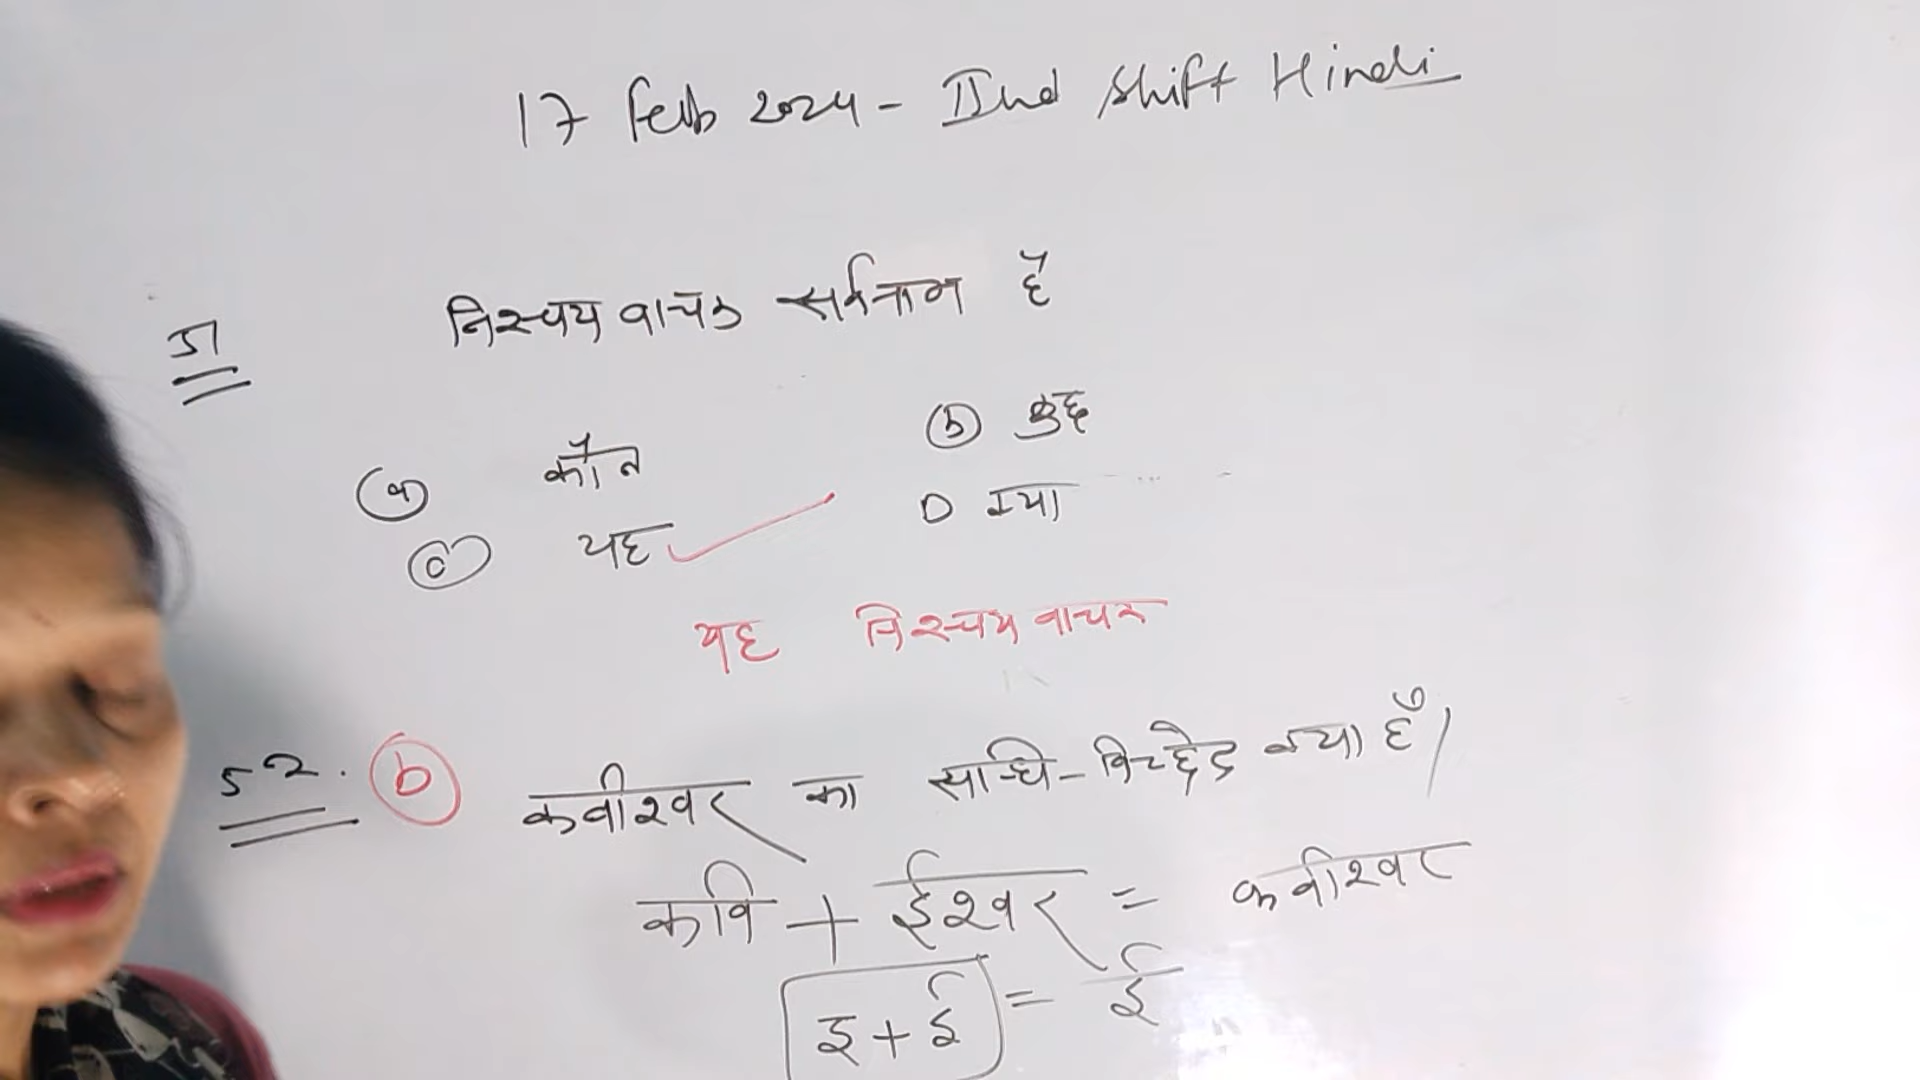 17 Feb 2024 - IInd Shift Hindi
51 निश्चय वाचक सर्वनाम है
(a) कौन (b) कुछ
(c) यह D क्या
यह निश्चय वाचक
52. (b) कवीश्वर का सन्धि-विच्छेद क्या है।
कवि + ईश्वर = कवीश्वर
इ + ई = ई